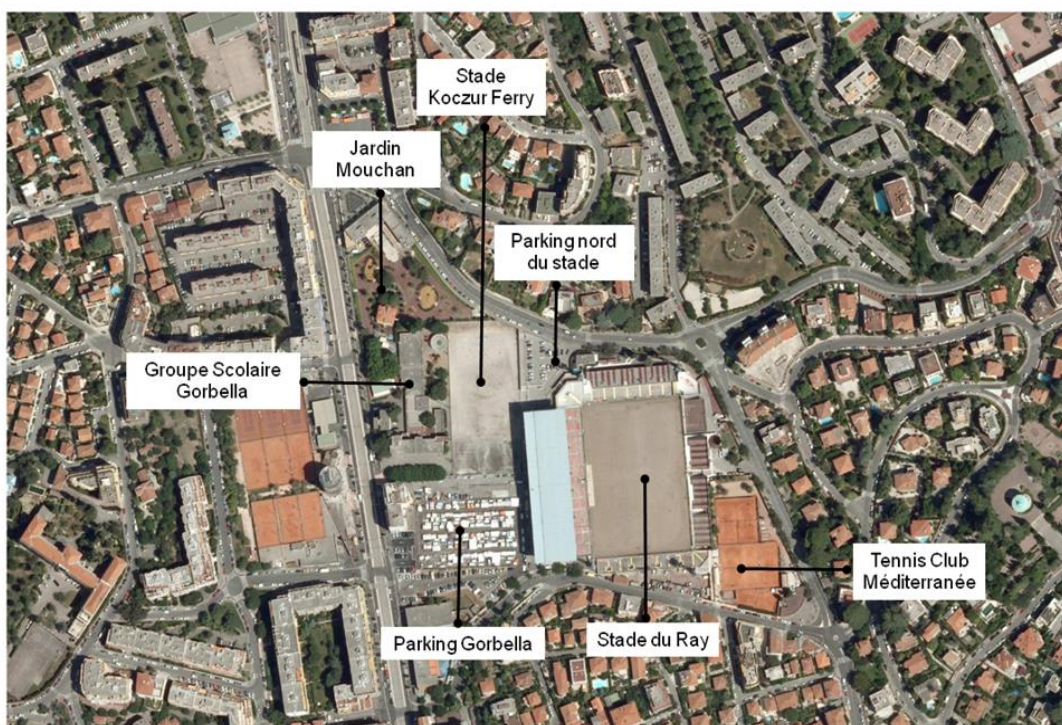 Stade
Koczur Ferry
Jardin
Mouchan
Parking nord
du stade
Groupe Scolaire
Gorbella
Tennis Club
Méditerranée
Parking Gorbella
Stade du Ray